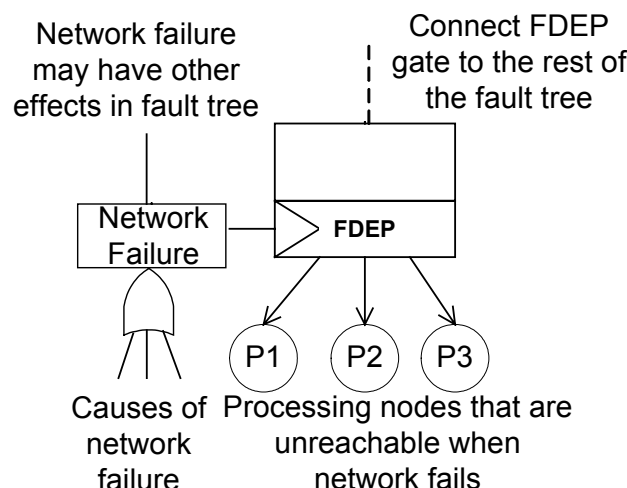 Network failure
may have other
effects in fault tree
Connect FDEP
gate to the rest of
the fault tree
Network
Failure
FDEP
P1
P2
P3
Causes of
network
failure
Processing nodes that are
unreachable when
network fails